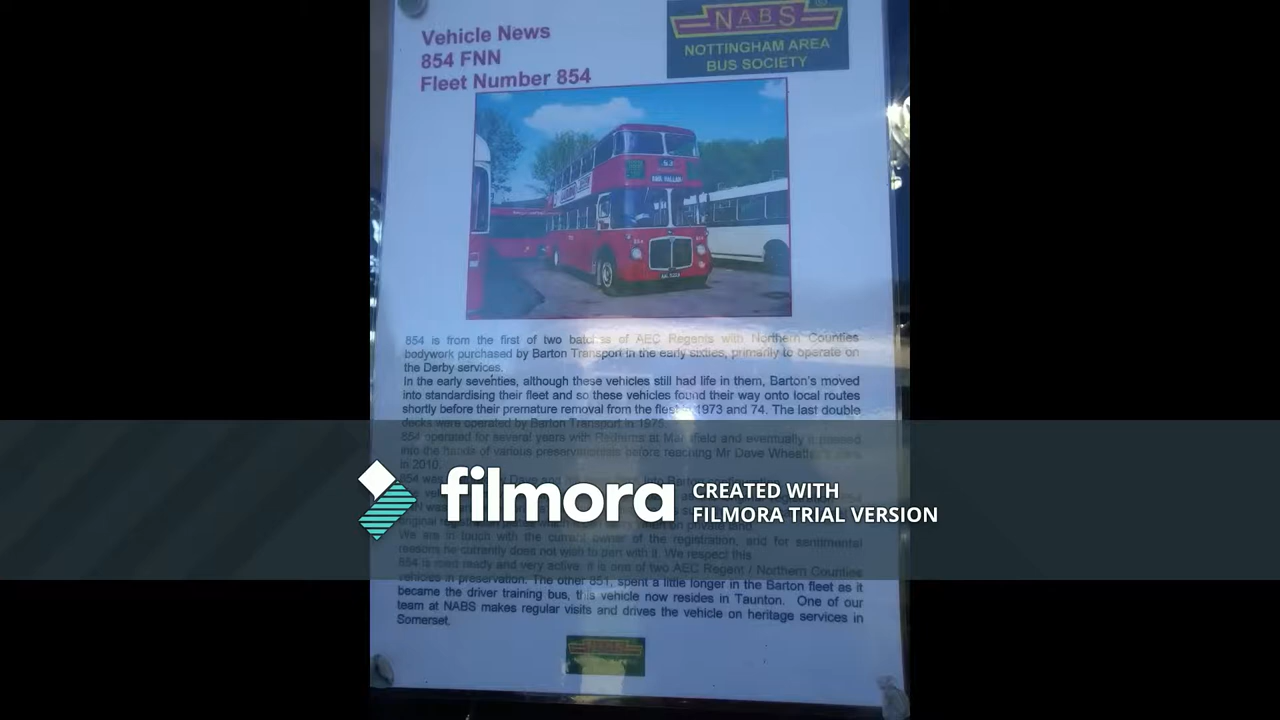 Vehicle News
854 FNN
Fleet Number 854
NABS
NOTTINGHAM AREA
BUS SOCIETY
854 is from the first of two batches of AEC Regents with Northern Counties
bodywork purchased by Barton Transport in the early sixties, primarily to operate on
the Derby services.
In the early seventies, although these vehicles still had life in them, Barton's moved
into standardising their fleet and so these vehicles found their way onto local routes
shortly before their premature removal from the fleet in 1973 and 74. The last double
decks were operated by Barton Transport in 1975.
854 operated for several years with Redferns at Mansfield and eventually it passed
into the hands of various preservationists before reaching Mr Dave
in 2010.
854 was Dave and into Barton
original
We are in touch with the current owner of the registration, and for sentimental
reasons he currently does not wish to part with it. We respect this
854 is road ready and very active. It is one of two AEC Regent / Northern Counties
vehicles in preservation. The other 851, spent a little longer in the Barton fleet as it
became the driver training bus, this vehicle now resides in Taunton. One of our
team at NABS makes regular visits and drives the vehicle on heritage services in
Somerset.
filmora
CREATED WITH
FILMORA TRIAL VERSION